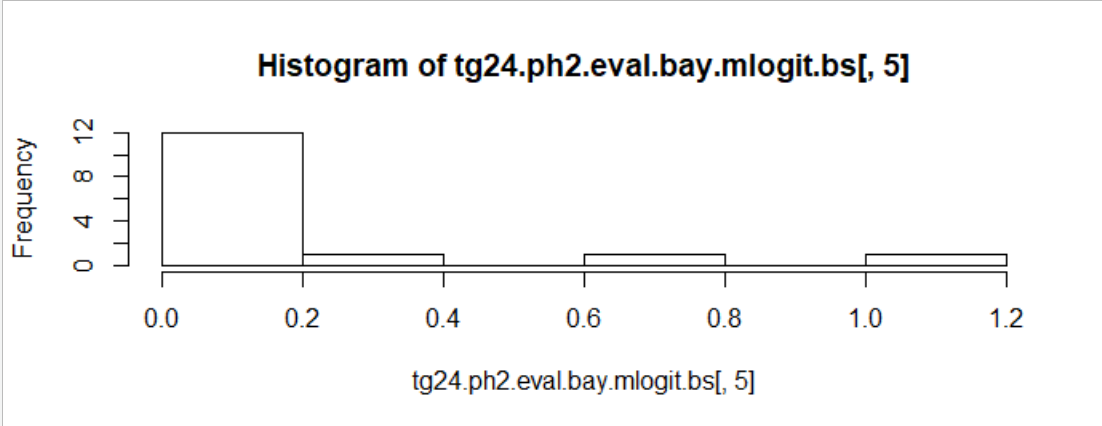 Histogram of tg24.ph2.eval.bay.mlogit.bs[, 5]
Frequency
12
8
4
0
0.0 0.2 0.4 0.6 0.8 1.0 1.2
tg24.ph2.eval.bay.mlogit.bs[, 5]